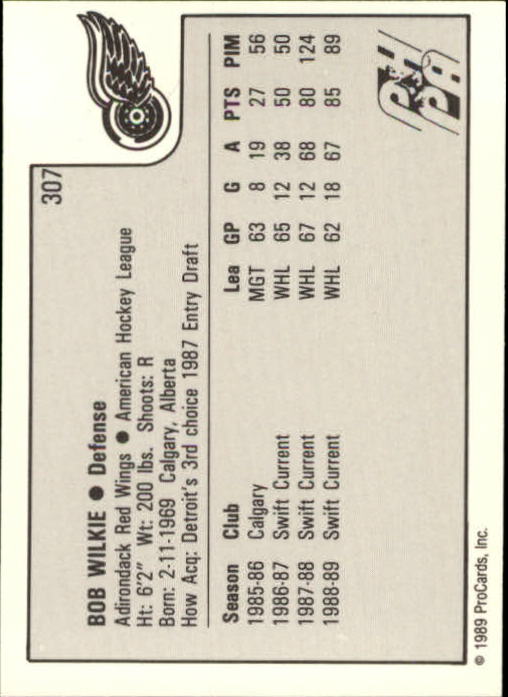 307
BOB WILKIE ● Defense
Adirondack Red Wings ● American Hockey League
Ht: 6'2" Wt: 200 lbs. Shoots: R
Born: 2-11-1969 Calgary, Alberta
How Acq: Detroit's 3rd choice 1987 Entry Draft
Season Club Lea GP G A PTS PIM
1985-86 Calgary MGT 63 8 19 27 56
1986-87 Swift Current WHL 65 12 38 50 50
1987-88 Swift Current WHL 67 12 68 80 124
1988-89 Swift Current WHL 62 18 67 85 89
© 1989 ProCards, Inc.